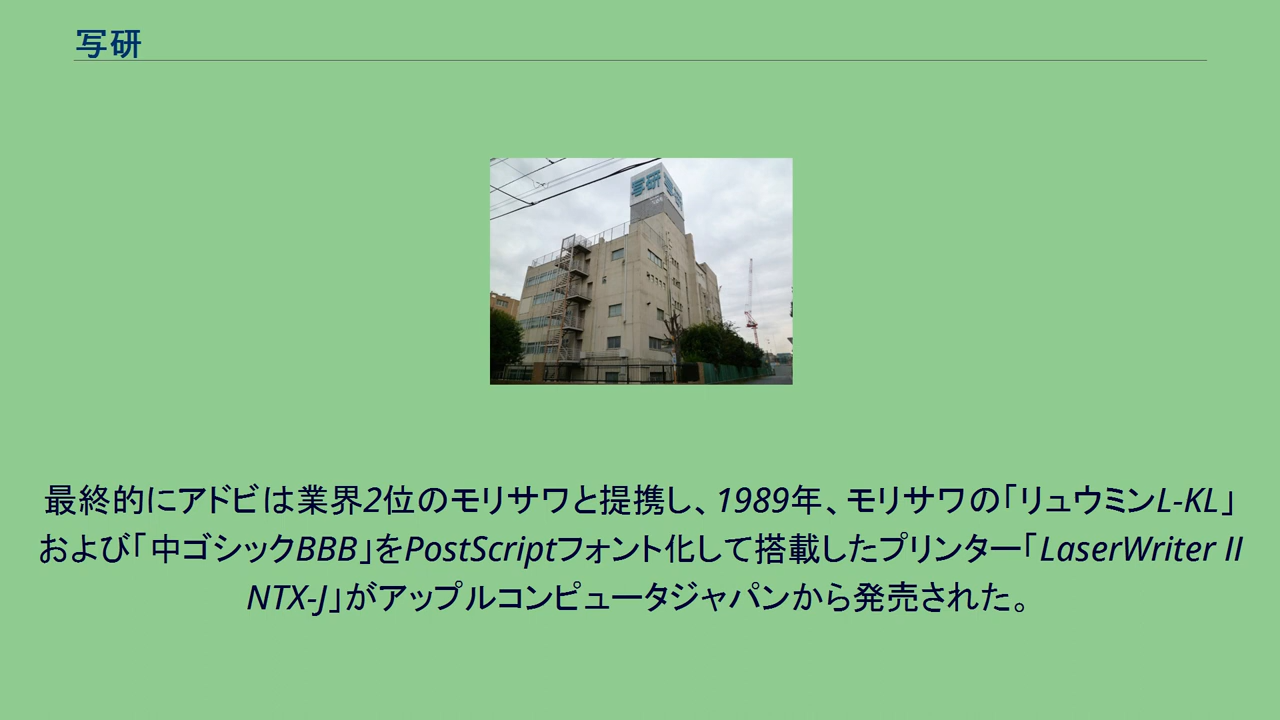 写研
写研
写研
最終的にアドビは業界2位のモリサワと提携し、1989年、モリサワの「リュウミンL-KL」
および「中ゴシックBBB」をPostScriptフォント化して搭載したプリンター「LaserWriter II
NTX-J」がアップルコンピュータジャパンから発売された。